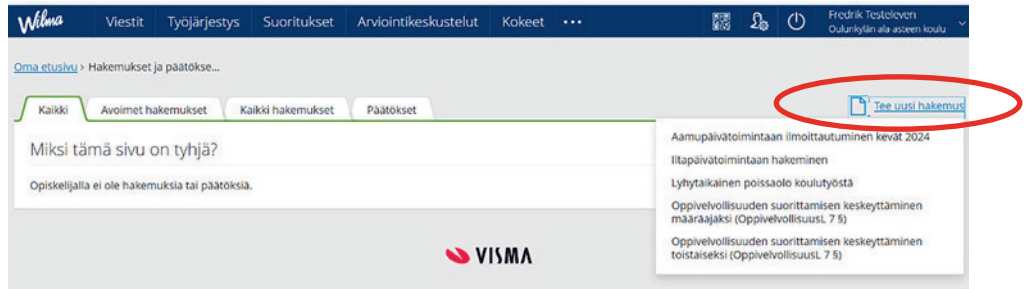 Wilma Viestit Työjärjestys Suoritukset Arviointikeskustelut Kokeet ••• Fredrik Testeleven
Oulunkylän ala asteen koulu
Oma etusivu › Hakemukset ja päätökse...
Kaikki Avoimet hakemukset Kaikki hakemukset Päätökset Tee uusi hakemus
Miksi tämä sivu on tyhjä?
Opiskelijalla ei ole hakemuksia tai päätöksiä.
Aamupäivätoimintaan ilmoittautuminen kevät 2024
Iltapäivätoimintaan hakeminen
Lyhytaikainen poissaolo koulutyöstä
Oppivelvollisuuden suorittamisen keskeyttäminen
määräajaksi (OppivelvollisuusL 7 §)
Oppivelvollisuuden suorittamisen keskeyttäminen
toistaiseksi (OppivelvollisuusL 7 §)
VISMA